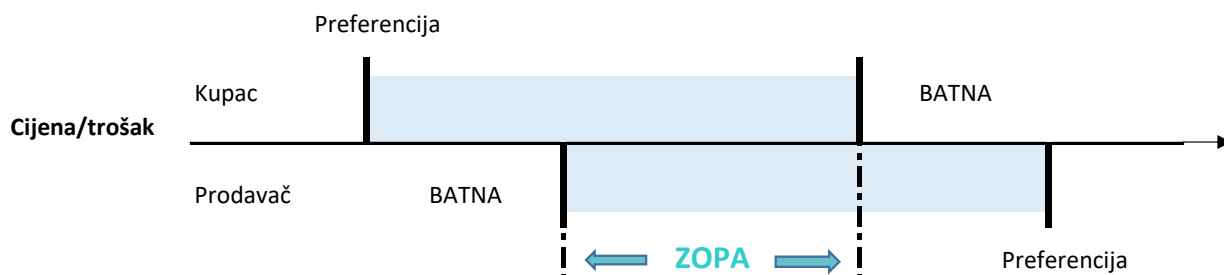 Preferencija
Kupac
BATNA
Cijena/trošak
Prodavač
BATNA
ZOPA
Preferencija